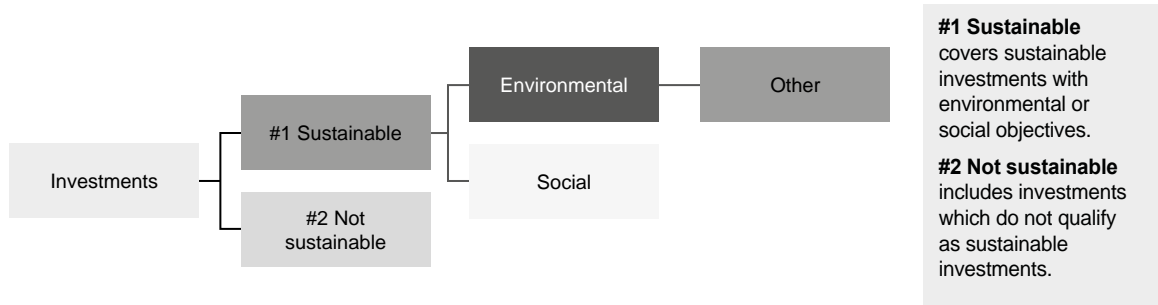 Investments
#1 Sustainable
#2 Not
sustainable
Environmental
Social
Other
#1 Sustainable
covers sustainable
investments with
environmental or
social objectives.
#2 Not sustainable
includes investments
which do not qualify
as sustainable
investments.